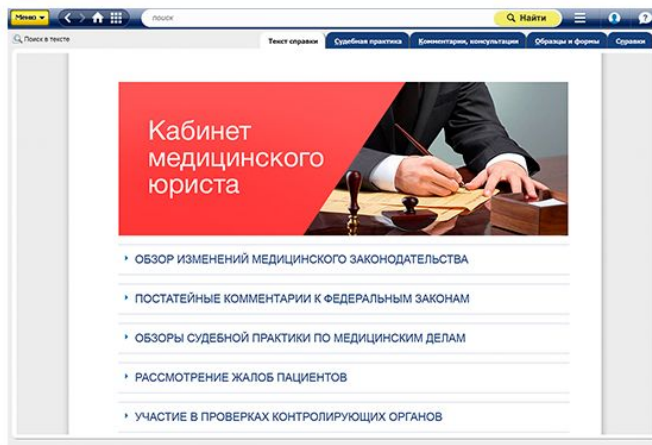 Меню
поиск
Найти
Поиск в тексте
Текст справки
Судебная практика
Комментарии, консультации
Образцы и формы
Справки
Кабинет
медицинского
юриста
ОБЗОР ИЗМЕНЕНИЙ МЕДИЦИНСКОГО ЗАКОНОДАТЕЛЬСТВА
ПОСТАТЕЙНЫЕ КОММЕНТАРИИ К ФЕДЕРАЛЬНЫМ ЗАКОНАМ
ОБЗОРЫ СУДЕБНОЙ ПРАКТИКИ ПО МЕДИЦИНСКИМ ДЕЛАМ
РАССМОТРЕНИЕ ЖАЛОБ ПАЦИЕНТОВ
УЧАСТИЕ В ПРОВЕРКАХ КОНТРОЛИРУЮЩИХ ОРГАНОВ